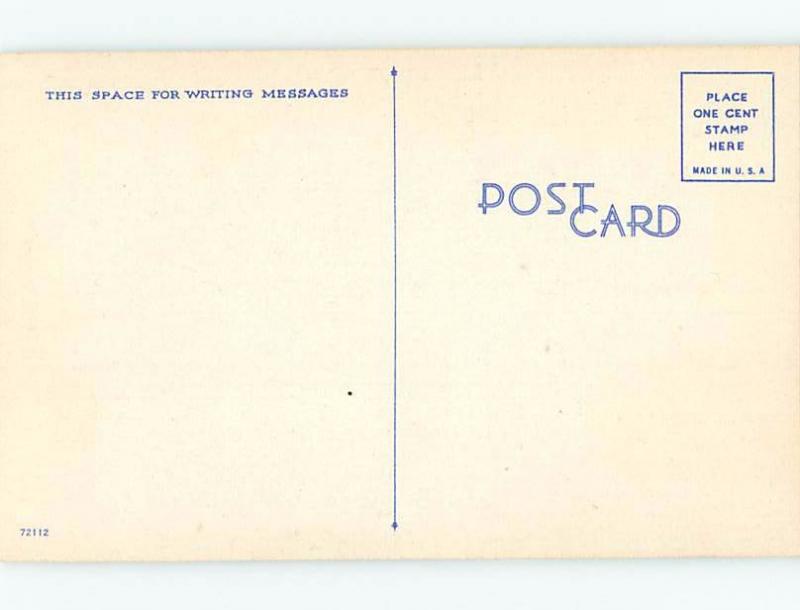 THIS SPACE FOR WRITING MESSAGES
PLACE
ONE CENT
STAMP
HERE
MADE IN U. S. A
POST
CARD
72112